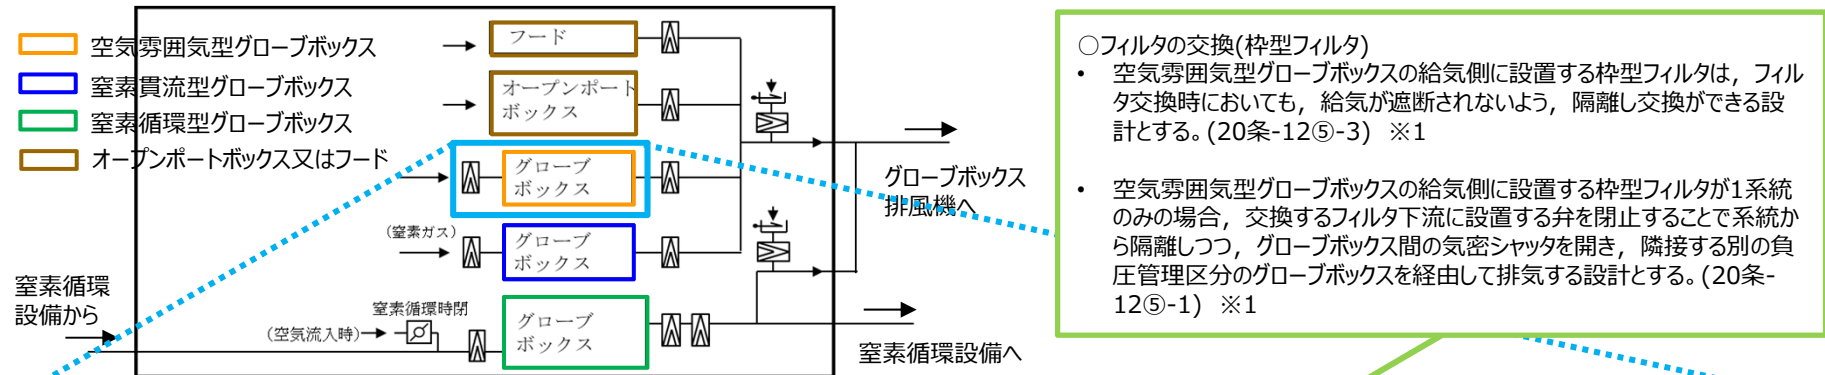 空気雰囲気型グローブボックス
窒素貫流型グローブボックス
窒素循環型グローブボックス
オープンポートボックス又はフード
フード
オープンポート
ボックス
グローブ
ボックス
(窒素ガス)
グローブ
ボックス
窒素循環
設備から
窒素循環時閉
(空気流入時)
グローブ
ボックス
グローブボックス
排風機へ
窒素循環設備へ
○フィルタの交換(枠型フィルタ)
• 空気雰囲気型グローブボックスの給気側に設置する枠型フィルタは，フィル
タ交換時においても，給気が遮断されないよう，隔離し交換ができる設
計とする。(20条-12⑤-3) ※1
• 空気雰囲気型グローブボックスの給気側に設置する枠型フィルタが1系統
のみの場合，交換するフィルタ下流に設置する弁を閉止することで系統か
ら隔離しつつ，グローブボックス間の気密シャッタを開き，隣接する別の負
圧管理区分のグローブボックスを経由して排気する設計とする。(20条-
12⑤-1) ※1